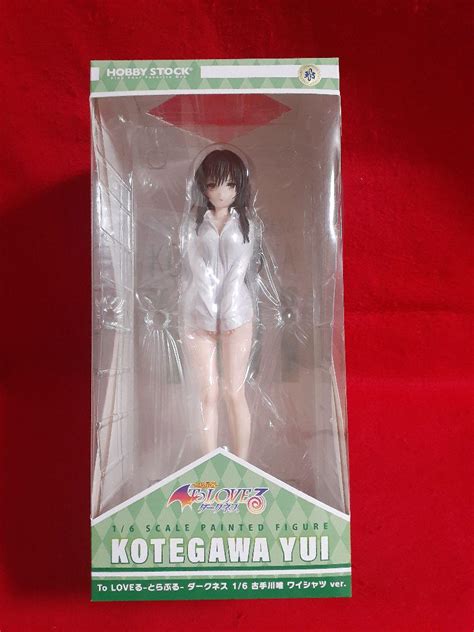 HOBBY STOCK
To LOVEる
ダークネス
1/6 SCALE PAINTED FIGURE
KOTEGAWA YUI
To LOVEる-とらぶる- ダークネス 1/6 古手川唯 ワイシャツ ver.